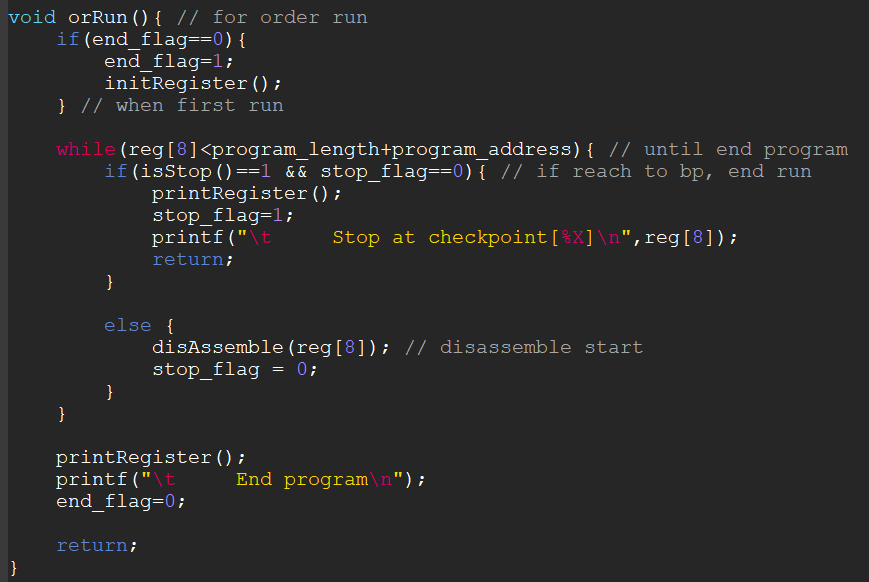 void orRun(){ // for order run
    if(end_flag==0){
        end_flag=1;
        initRegister();
    } // when first run

    while(reg[8]<program_length+program_address){ // until end program
        if(isStop()==1 && stop_flag==0){ // if reach to bp, end run
            printRegister();
            stop_flag=1;
            printf("\t     Stop at checkpoint[%X]\n",reg[8]);
            return;
        }

        else {
            disAssemble(reg[8]); // disassemble start
            stop_flag = 0;
        }
    }

    printRegister();
    printf("\t     End program\n");
    end_flag=0;

    return;
}